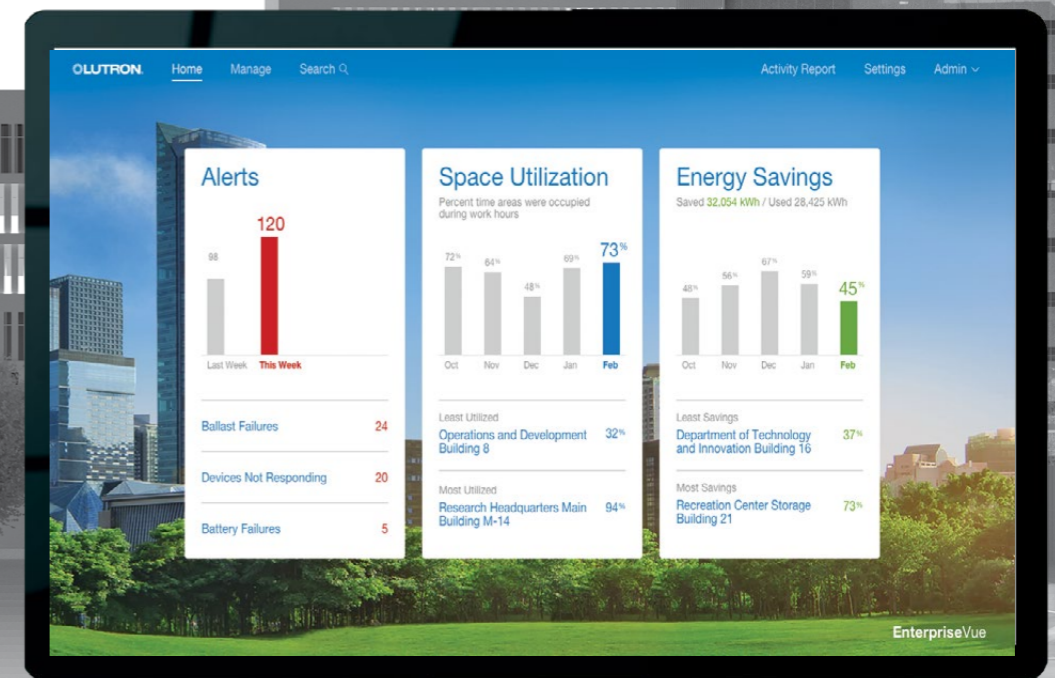 LUTRON
Home
Manage
Search
Activity Report
Settings
Admin
Alerts
120
98
Last Week
This Week
Ballast Failures
24
Devices Not Responding
20
Battery Failures
5
Space Utilization
Percent time areas were occupied
during work hours
72%
64%
48%
69%
73%
Oct
Nov
Dec
Jan
Feb
Least Utilized
Operations and Development
Building 8
32%
Most Utilized
Research Headquarters Main
Building M-14
94%
Energy Savings
Saved 32,054 kWh / Used 28,425 kWh
48%
56%
67%
59%
45%
Oct
Nov
Dec
Jan
Feb
Least Savings
Department of Technology
and Innovation Building 16
37%
Most Savings
Recreation Center Storage
Building 21
73%
EnterpriseVue